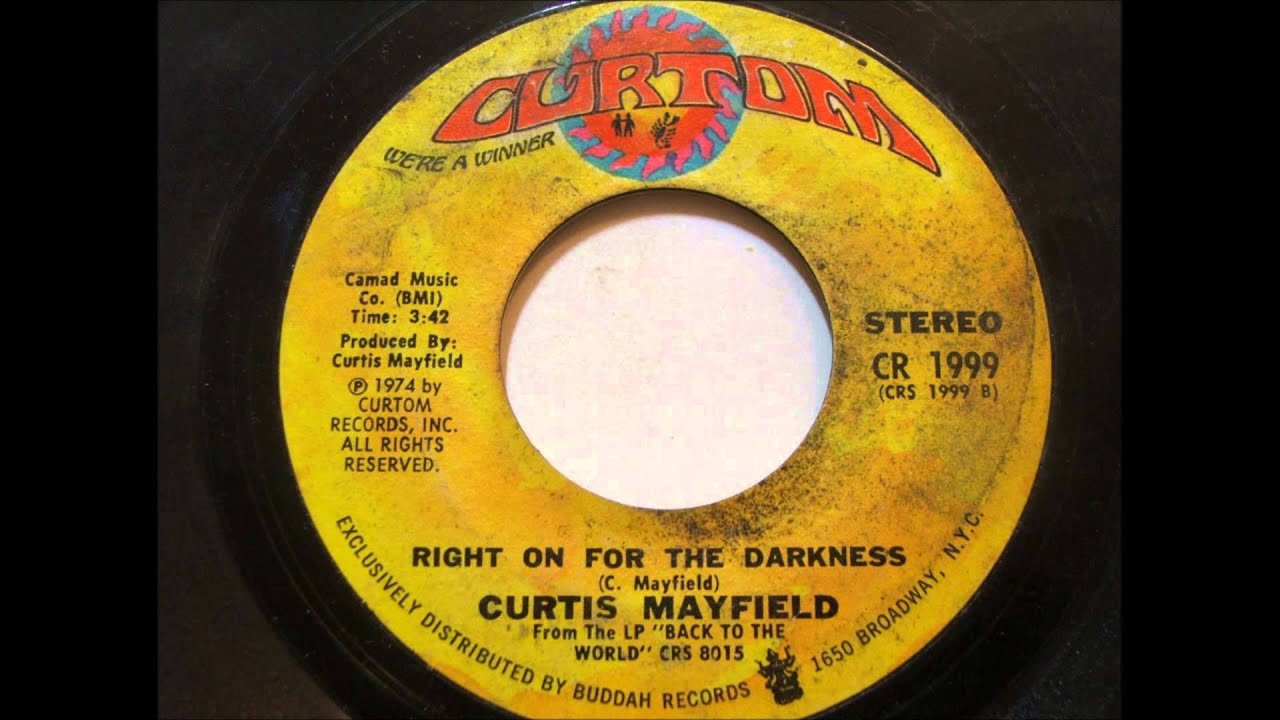 CURTOM
WE'RE A WINNER
Camad Music
Co. (BMI)
Time: 3:42
Produced By:
Curtis Mayfield
℗ 1974 by
CURTOM
RECORDS, INC.
ALL RIGHTS
RESERVED.
STEREO
CR 1999
(CRS 1999 B)
RIGHT ON FOR THE DARKNESS
(C. Mayfield)
CURTIS MAYFIELD
From The LP "BACK TO THE
WORLD" CRS 8015
EXCLUSIVELY DISTRIBUTED BY BUDDAH RECORDS 1650 BROADWAY, N.Y.C.